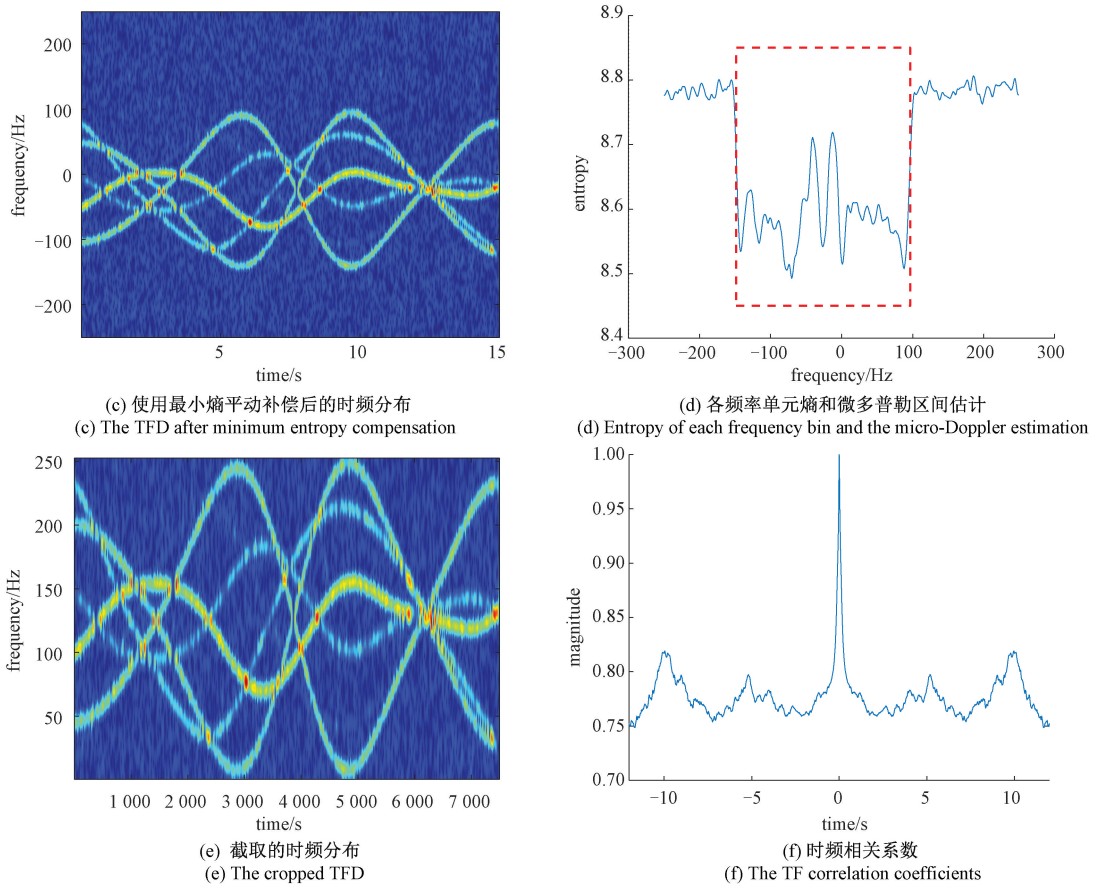 200
100
0
−100
−200
frequency/Hz
5
10
15
time/s
(c) 使用最小熵平动补偿后的时频分布
(c) The TFD after minimum entropy compensation
8.9
8.8
8.7
8.6
8.5
8.4
entropy
−300
−200
−100
0
100
200
300
frequency/Hz
(d) 各频率单元熵和微多普勒区间估计
(d) Entropy of each frequency bin and the micro-Doppler estimation
250
200
150
100
50
frequency/Hz
1 000
2 000
3 000
4 000
5 000
6 000
7 000
time/s
(e) 截取的时频分布
(e) The cropped TFD
1.00
0.95
0.90
0.85
0.80
0.75
0.70
magnitude
−10
−5
0
5
10
time/s
(f) 时频相关系数
(f) The TF correlation coefficients